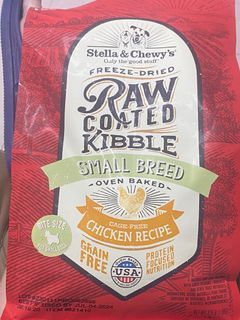 Stella & Chewy's
Only the good stuff
FREEZE-DRIED
RAW
COATED
KIBBLE
SMALL BREED
OVEN BAKED
BITE SIZE
CAGE-FREE
CHICKEN RECIPE
GRAIN
FREE
PROTEIN
FOCUSED
NUTRITION
USA